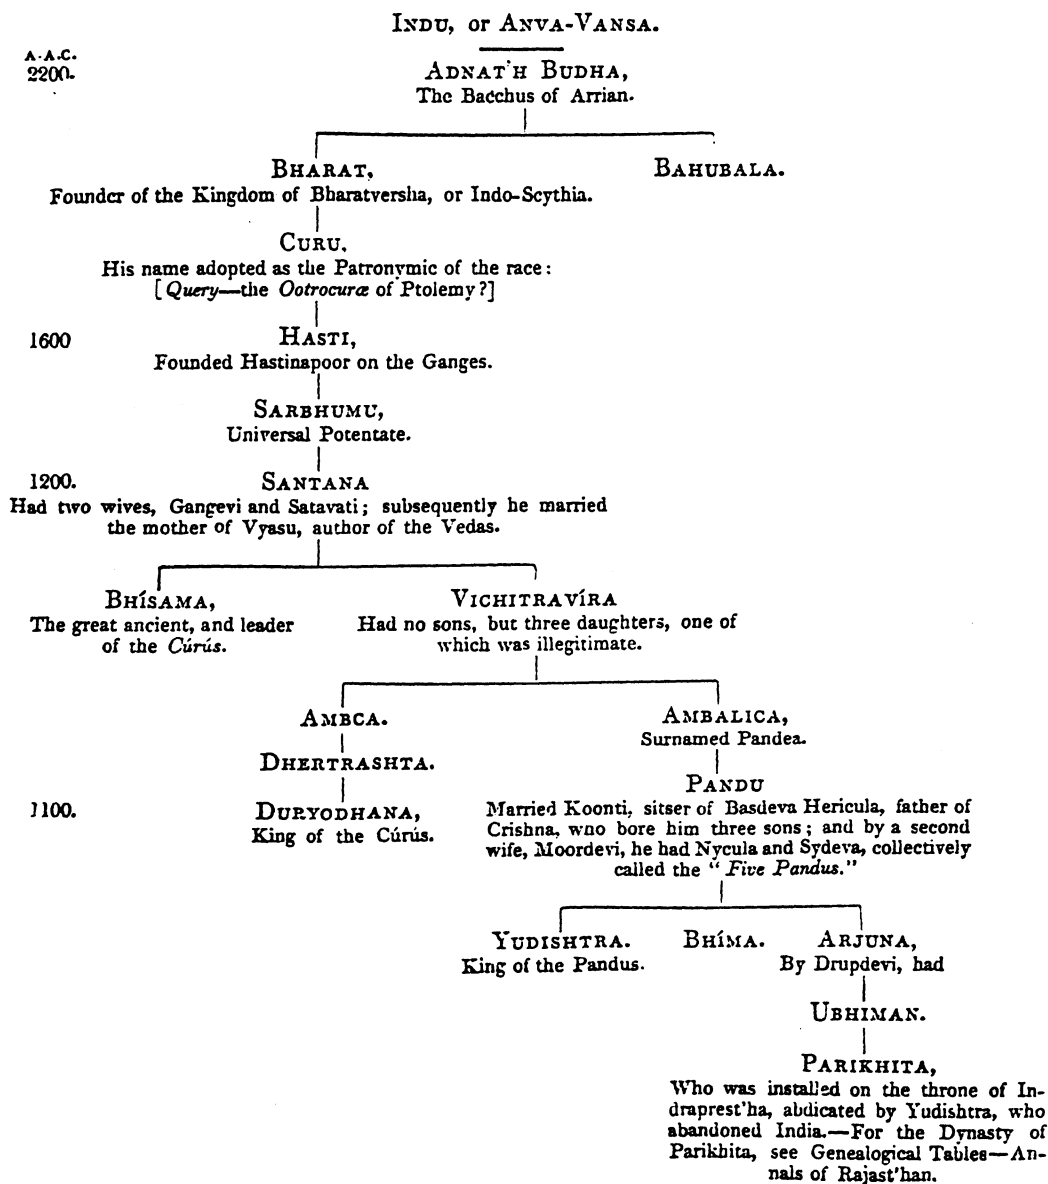 INDU, or ANVA-VANSA.
A.A.C.
2200.
ADNAT'H BUDHA,
The Bacchus of Arrian.
BHARAT,
BAHUBALA.
Founder of the Kingdom of Bharatversha, or Indo-Scythia.
CURU.
His name adopted as the Patronymic of the race:
[Query—the Ootrocuræ of Ptolemy?]
1600
HASTI,
Founded Hastinapoor on the Ganges.
SARBHUMU,
Universal Potentate.
1200.
SANTANA
Had two wives, Gangevi and Satavati; subsequently he married
the mother of Vyasu, author of the Vedas.
BHÍSAMA,
The great ancient, and leader
of the Cúrús.
VICHITRAVÍRA
Had no sons, but three daughters, one of
which was illegitimate.
AMBCA.
DHERTRASHTA.
1100.
DURYODHANA,
King of the Cúrús.
AMBALICA,
Surnamed Pandea.
PANDU
Married Koonti, sitser of Basdeva Hericula, father of
Crishna, wno bore him three sons; and by a second
wife, Moordevi, he had Nycula and Sydeva, collectively
called the "Five Pandus."
YUDISHTRA.
King of the Pandus.
BHÍMA.
ARJUNA,
By Drupdevi, had
UBHIMAN.
PARIKHITA,
Who was installed on the throne of In-
draprest'ha, abdicated by Yudishtra, who
abandoned India.—For the Dynasty of
Parikhita, see Genealogical Tables—An-
nals of Rajast'han.